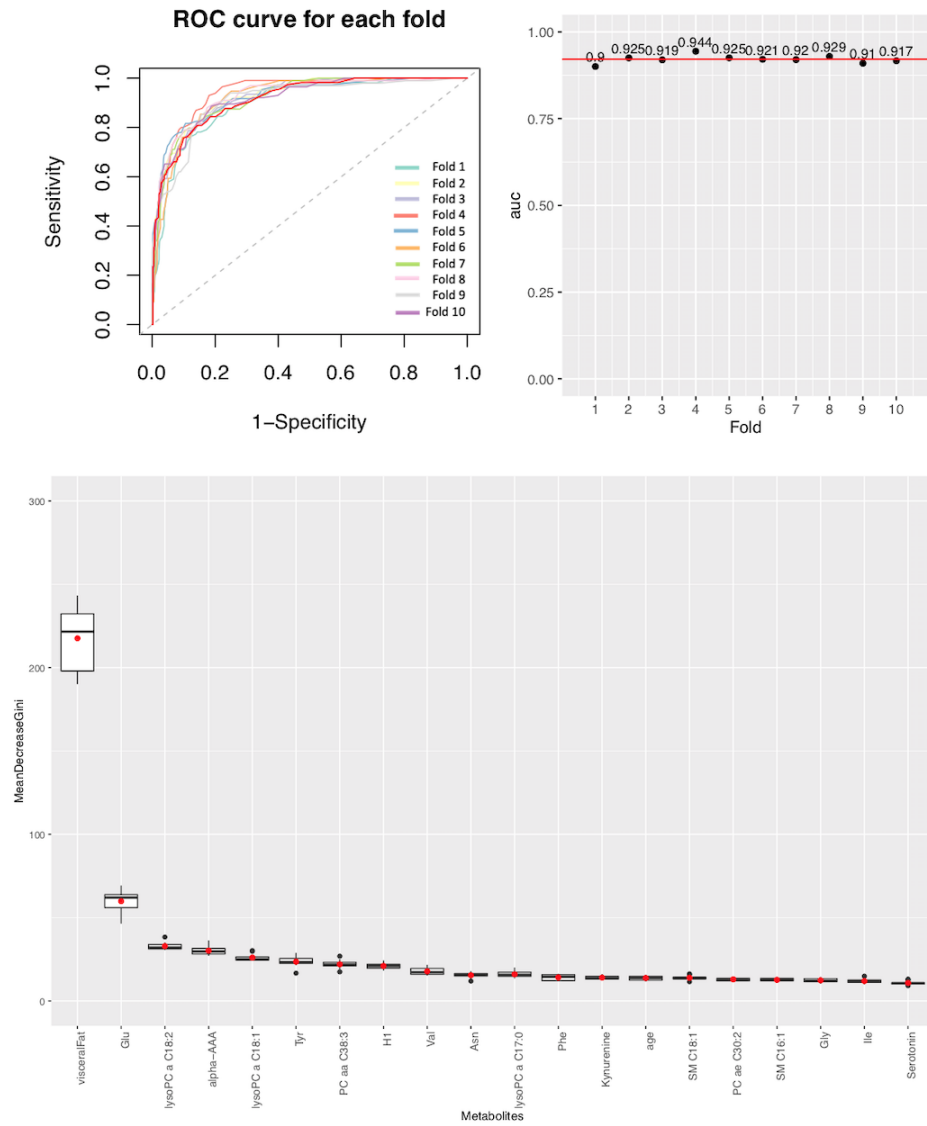 ROC curve for each fold
Sensitivity
1.0
0.8
0.6
0.4
0.2
0.0
Fold 1
Fold 2
Fold 3
Fold 4
Fold 5
Fold 6
Fold 7
Fold 8
Fold 9
Fold 10
0.0 0.2 0.4 0.6 0.8 1.0
1−Specificity
auc
1.00
0.75
0.50
0.25
0.00
0.9 0.925 0.919 0.944 0.925 0.921 0.92 0.929 0.91 0.917
1 2 3 4 5 6 7 8 9 10
Fold
MeanDecreaseGini
300
200
100
0
visceralFat
Glu
lysoPC a C18:2
alpha−AAA
lysoPC a C18:1
Tyr
PC aa C38:3
H1
Val
Asn
lysoPC a C17:0
Phe
Kynurenine
age
SM C18:1
PC ae C30:2
SM C16:1
Gly
Ile
Serotonin
Metabolites